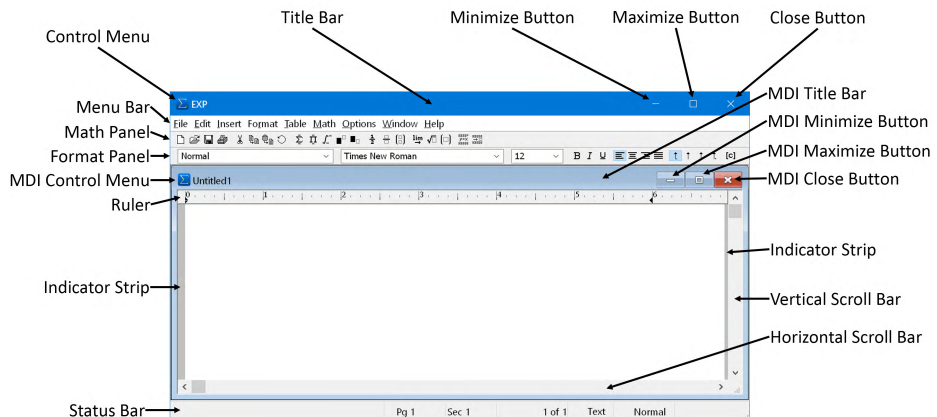 Title Bar
Minimize Button
Maximize Button
Close Button
Control Menu
EXP
MDI Title Bar
Menu Bar
File Edit Insert Format Table Math Options Window Help
MDI Minimize Button
Math Panel
lim
Format Panel
Normal
Times New Roman
12
B I U
[c]
MDI Maximize Button
MDI Control Menu
Untitled1
MDI Close Button
Ruler
0 1 2 3 4 5 6
Indicator Strip
Indicator Strip
Vertical Scroll Bar
Horizontal Scroll Bar
Status Bar
Pg 1 Sec 1 1 of 1 Text Normal